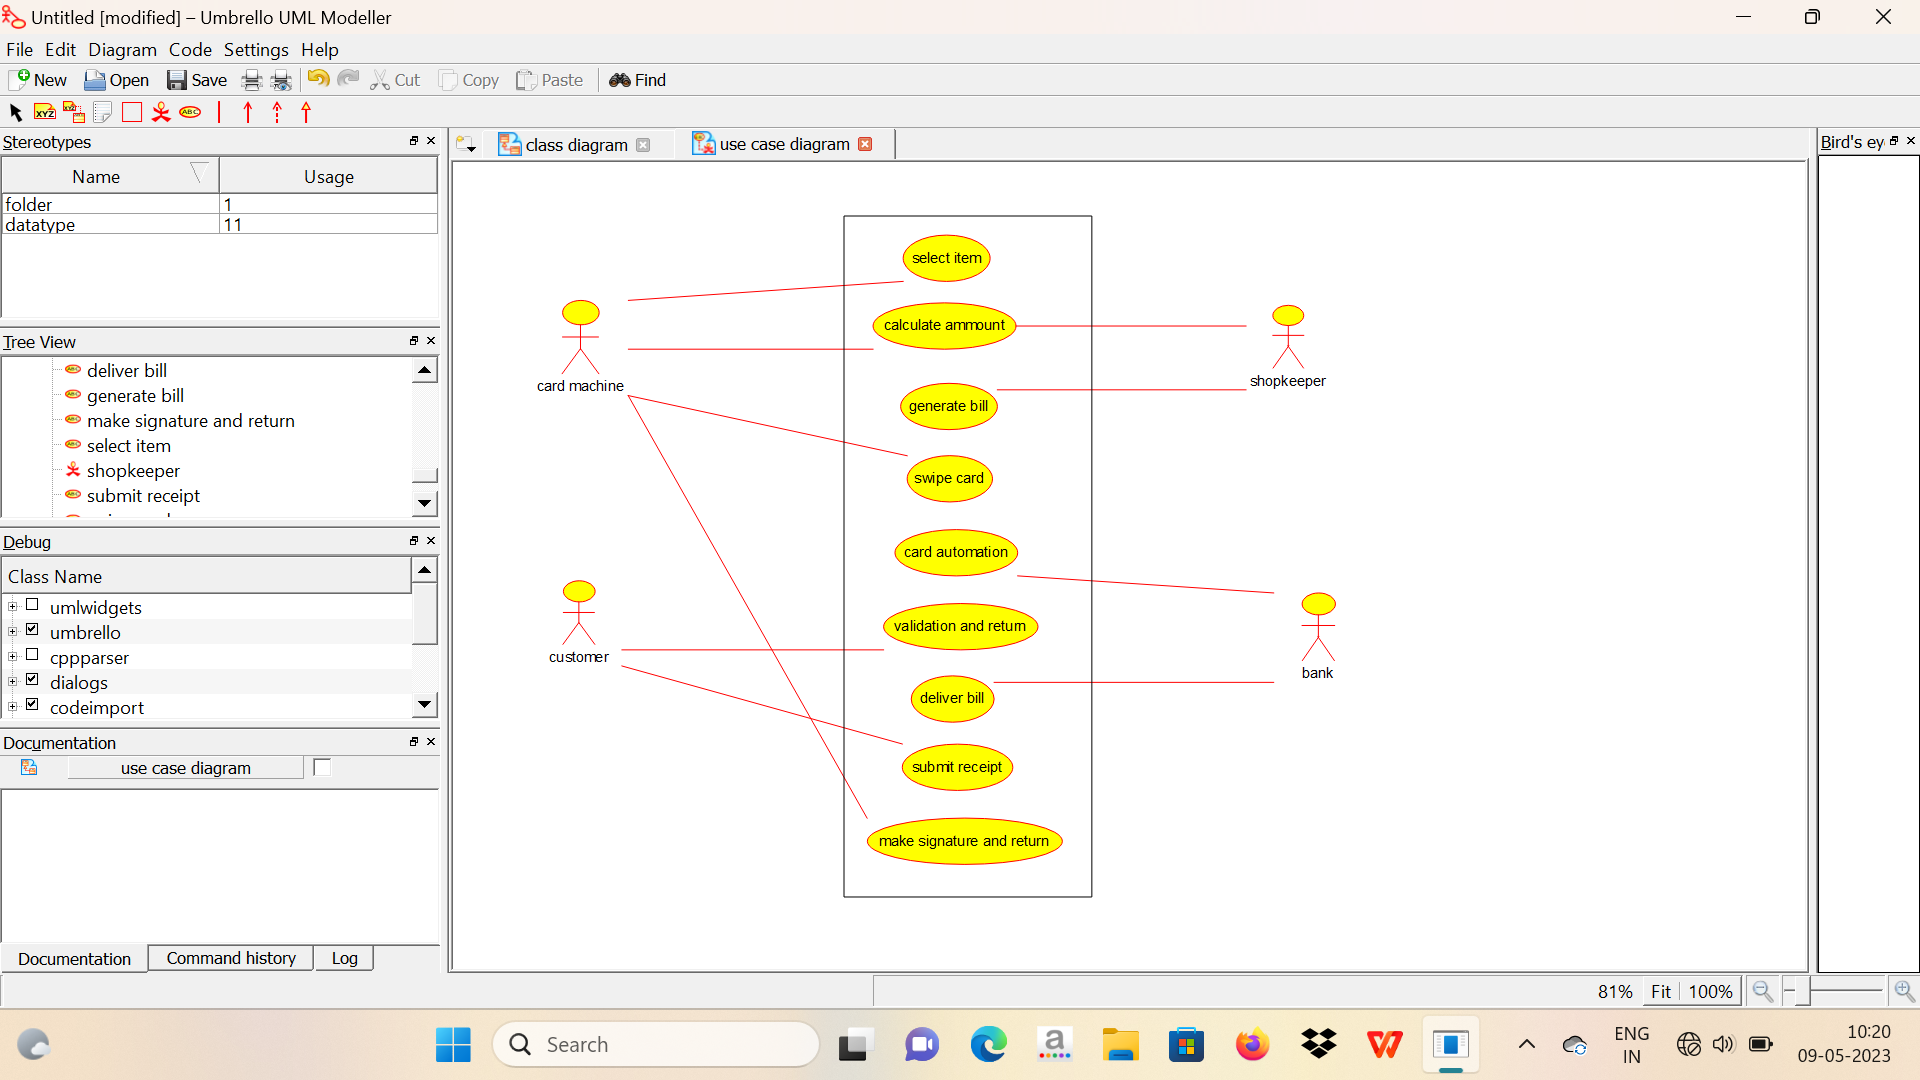 Untitled [modified] – Umbrello UML Modeller
File Edit Diagram Code Settings Help
New Open Save Cut Copy Paste Find
XYZ XYZ ABC
Stereotypes
Name Usage
folder 1
datatype 11
Tree View
deliver bill
generate bill
make signature and return
select item
shopkeeper
submit receipt
Debug
Class Name
umlwidgets
umbrello
cppparser
dialogs
codeimport
Documentation
use case diagram
Documentation Command history Log
class diagram use case diagram
select item
calculate ammount
card machine
shopkeeper
generate bill
swipe card
card automation
validation and return
customer
bank
deliver bill
submit receipt
make signature and return
Bird's ey
81% Fit 100%
Search
a
ENG
IN
10:20
09-05-2023